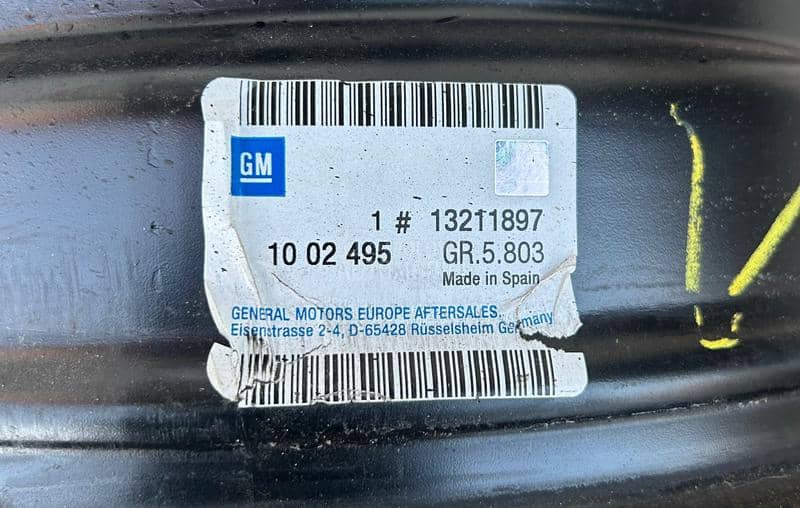 GM
1 # 13211897
10 02 495 GR.5.803
Made in Spain
GENERAL MOTORS EUROPE AFTERSALES.
Eisenstrasse 2-4, D-65428 Rüsselsheim Germany